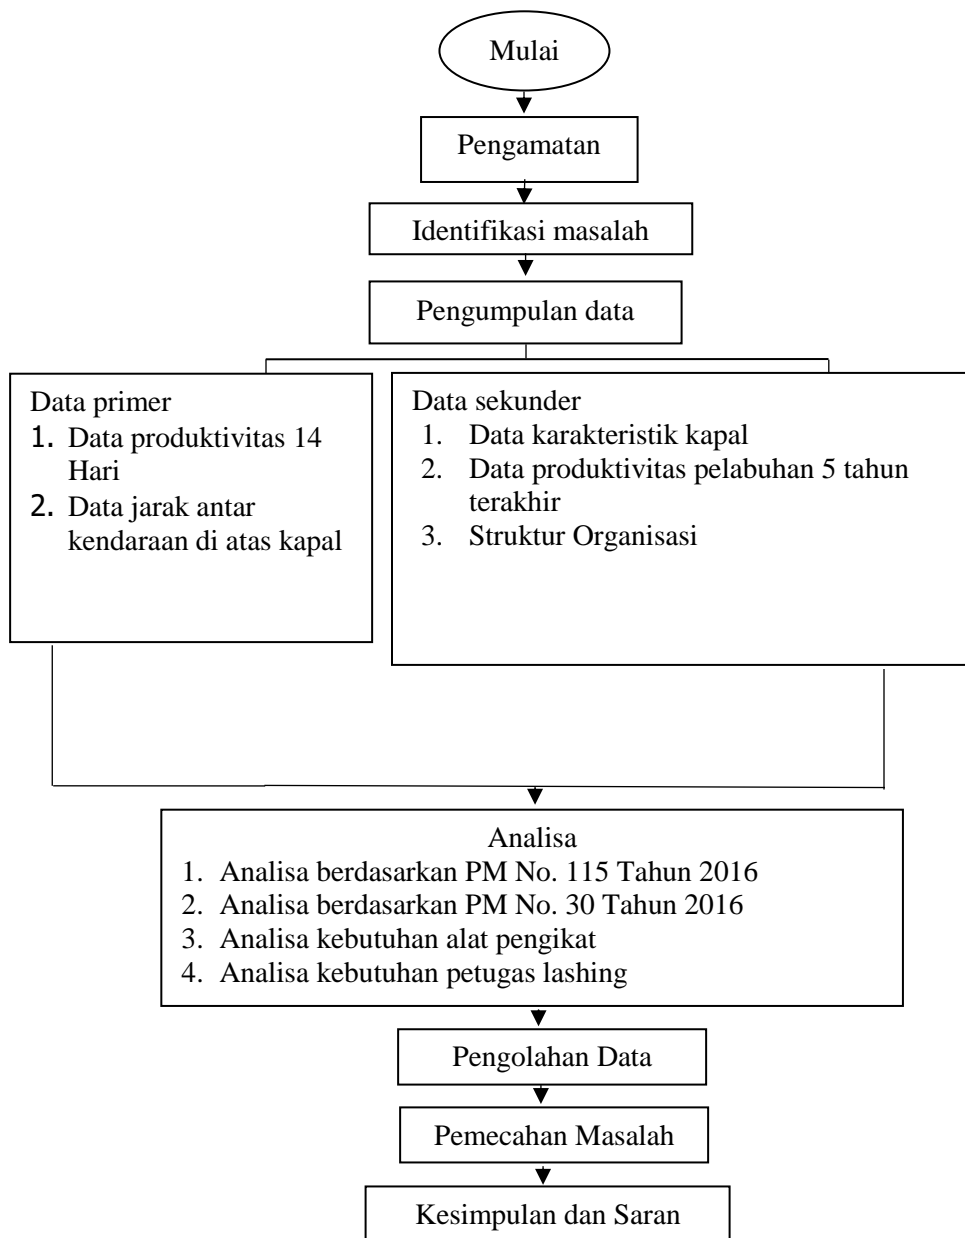 Mulai
Pengamatan
Identifikasi masalah
Pengumpulan data
Data primer
1. Data produktivitas 14
Hari
2. Data jarak antar
kendaraan di atas kapal
Data sekunder
1. Data karakteristik kapal
2. Data produktivitas pelabuhan 5 tahun
terakhir
3. Struktur Organisasi
Analisa
1. Analisa berdasarkan PM No. 115 Tahun 2016
2. Analisa berdasarkan PM No. 30 Tahun 2016
3. Analisa kebutuhan alat pengikat
4. Analisa kebutuhan petugas lashing
Pengolahan Data
Pemecahan Masalah
Kesimpulan dan Saran